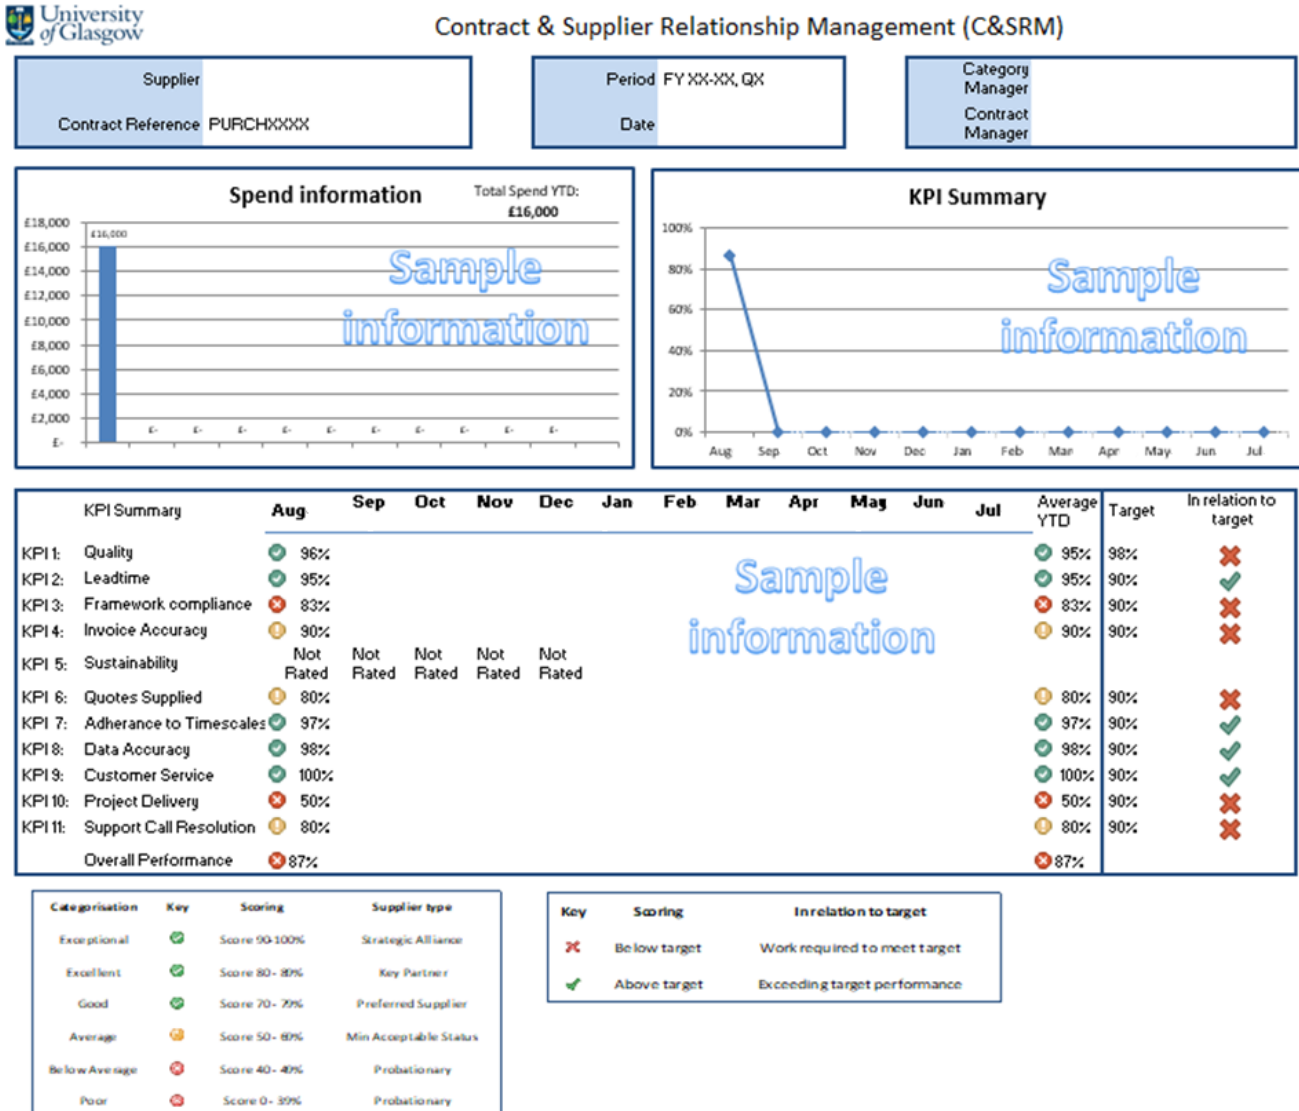 University
of Glasgow
Contract & Supplier Relationship Management (C&SRM)
Supplier
Contract Reference PURCHXXXX
Period FY XX-XX, QX
Date
Category
Manager
Contract
Manager
Spend information
Total Spend YTD:
£16,000
£18,000
£16,000
£14,000
£12,000
£10,000
£8,000
£6,000
£4,000
£2,000
£-
£16,000
£- £- £- £- £- £- £- £- £- £-
Sample
information
KPI Summary
100%
80%
60%
40%
20%
0%
Aug Sep Oct Nov Dec Jan Feb Mar Apr May Jun Jul
Sample
information
KPI Summary Aug Sep Oct Nov Dec Jan Feb Mar Apr May Jun Jul Average YTD Target In relation to target
KPI 1: Quality 96% 95% 98%
KPI 2: Leadtime 95% 95% 90%
KPI 3: Framework compliance 83% 83% 90%
KPI 4: Invoice Accuracy 90% 90% 90%
KPI 5: Sustainability Not Rated Not Rated Not Rated Not Rated Not Rated
KPI 6: Quotes Supplied 80% 80% 90%
KPI 7: Adherance to Timescales 97% 97% 90%
KPI 8: Data Accuracy 98% 98% 90%
KPI 9: Customer Service 100% 100% 90%
KPI 10: Project Delivery 50% 50% 90%
KPI 11: Support Call Resolution 80% 80% 90%
Overall Performance 87% 87%
Sample
information
Categorisation Key Scoring Supplier type
Exceptional Score 90-100% Strategic Alliance
Excellent Score 80 - 89% Key Partner
Good Score 70 - 79% Preferred Supplier
Average Score 50 - 69% Min Acceptable Status
Below Average Score 40 - 49% Probationary
Poor Score 0 - 39% Probationary
Key Scoring In relation to target
Below target Work required to meet target
Above target Exceeding target performance